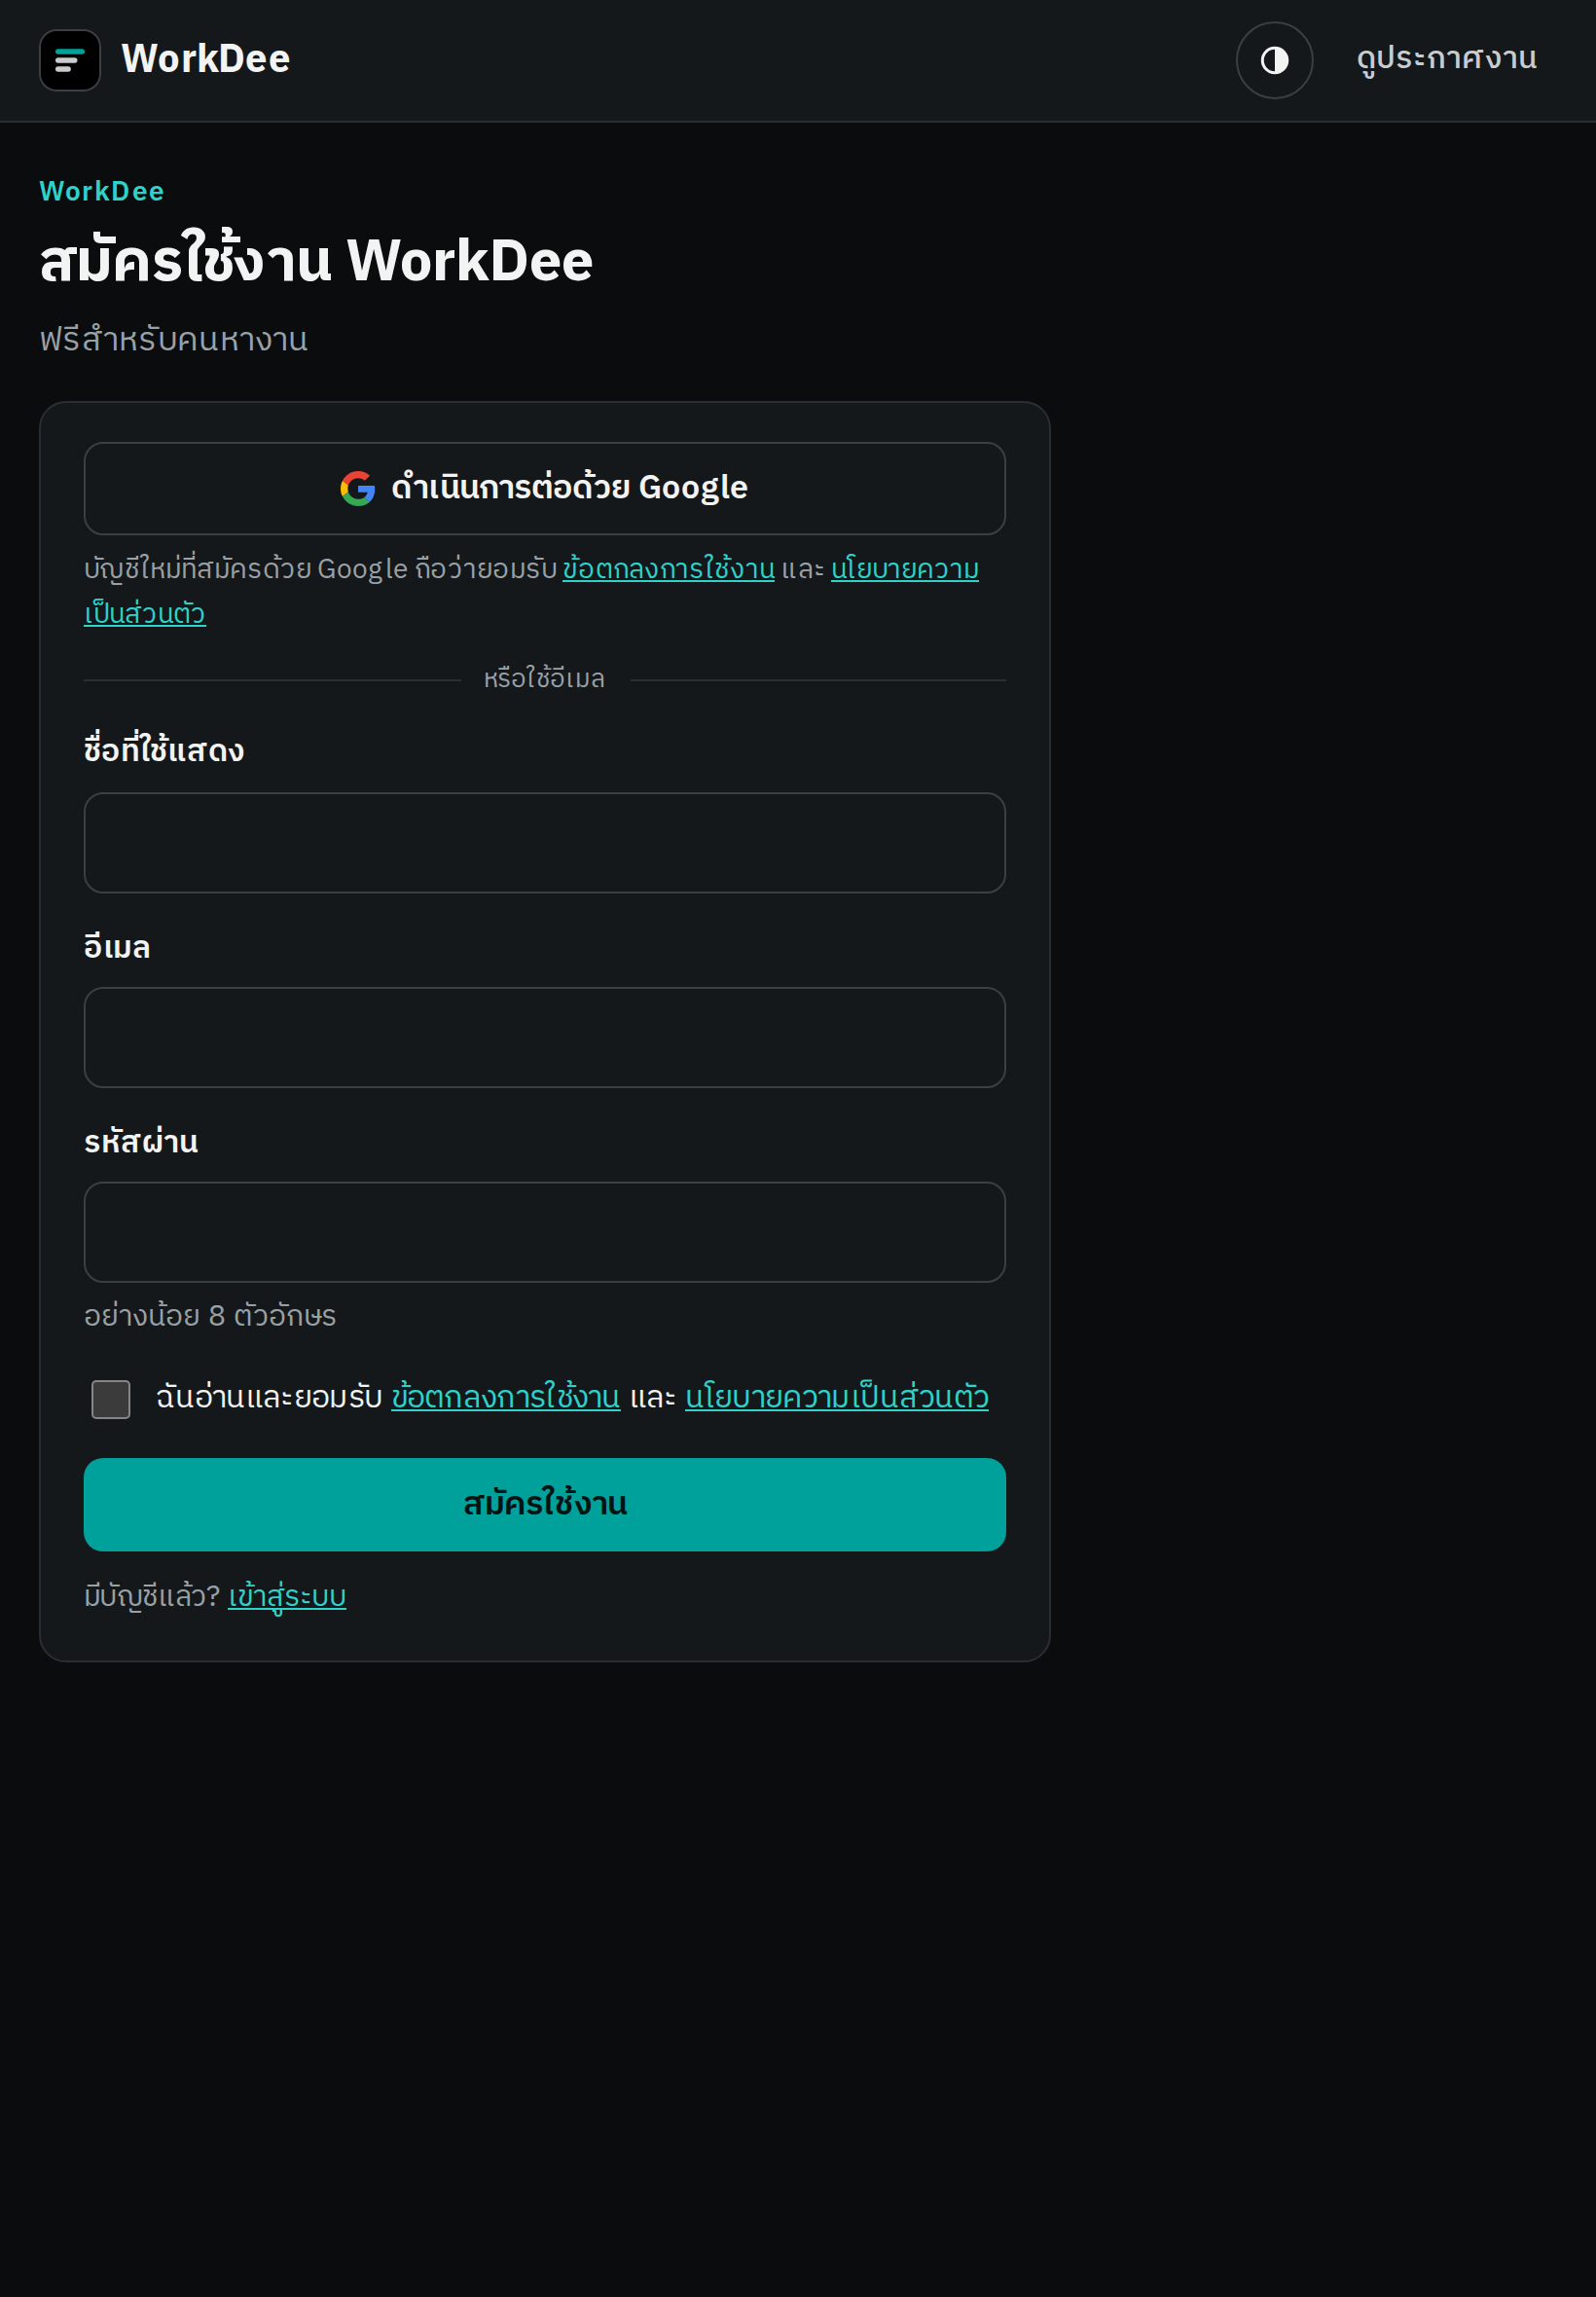 WorkDee
ดูประกาศงาน
WorkDee
สมัครใช้งาน WorkDee
ฟรีสำหรับคนหางาน
ดำเนินการต่อด้วย Google
บัญชีใหม่ที่สมัครด้วย Google ถือว่ายอมรับ ข้อตกลงการใช้งาน และ นโยบายความ
เป็นส่วนตัว
หรือใช้อีเมล
ชื่อที่ใช้แสดง
อีเมล
รหัสผ่าน
อย่างน้อย 8 ตัวอักษร
ฉันอ่านและยอมรับ ข้อตกลงการใช้งาน และ นโยบายความเป็นส่วนตัว
สมัครใช้งาน
มีบัญชีแล้ว? เข้าสู่ระบบ